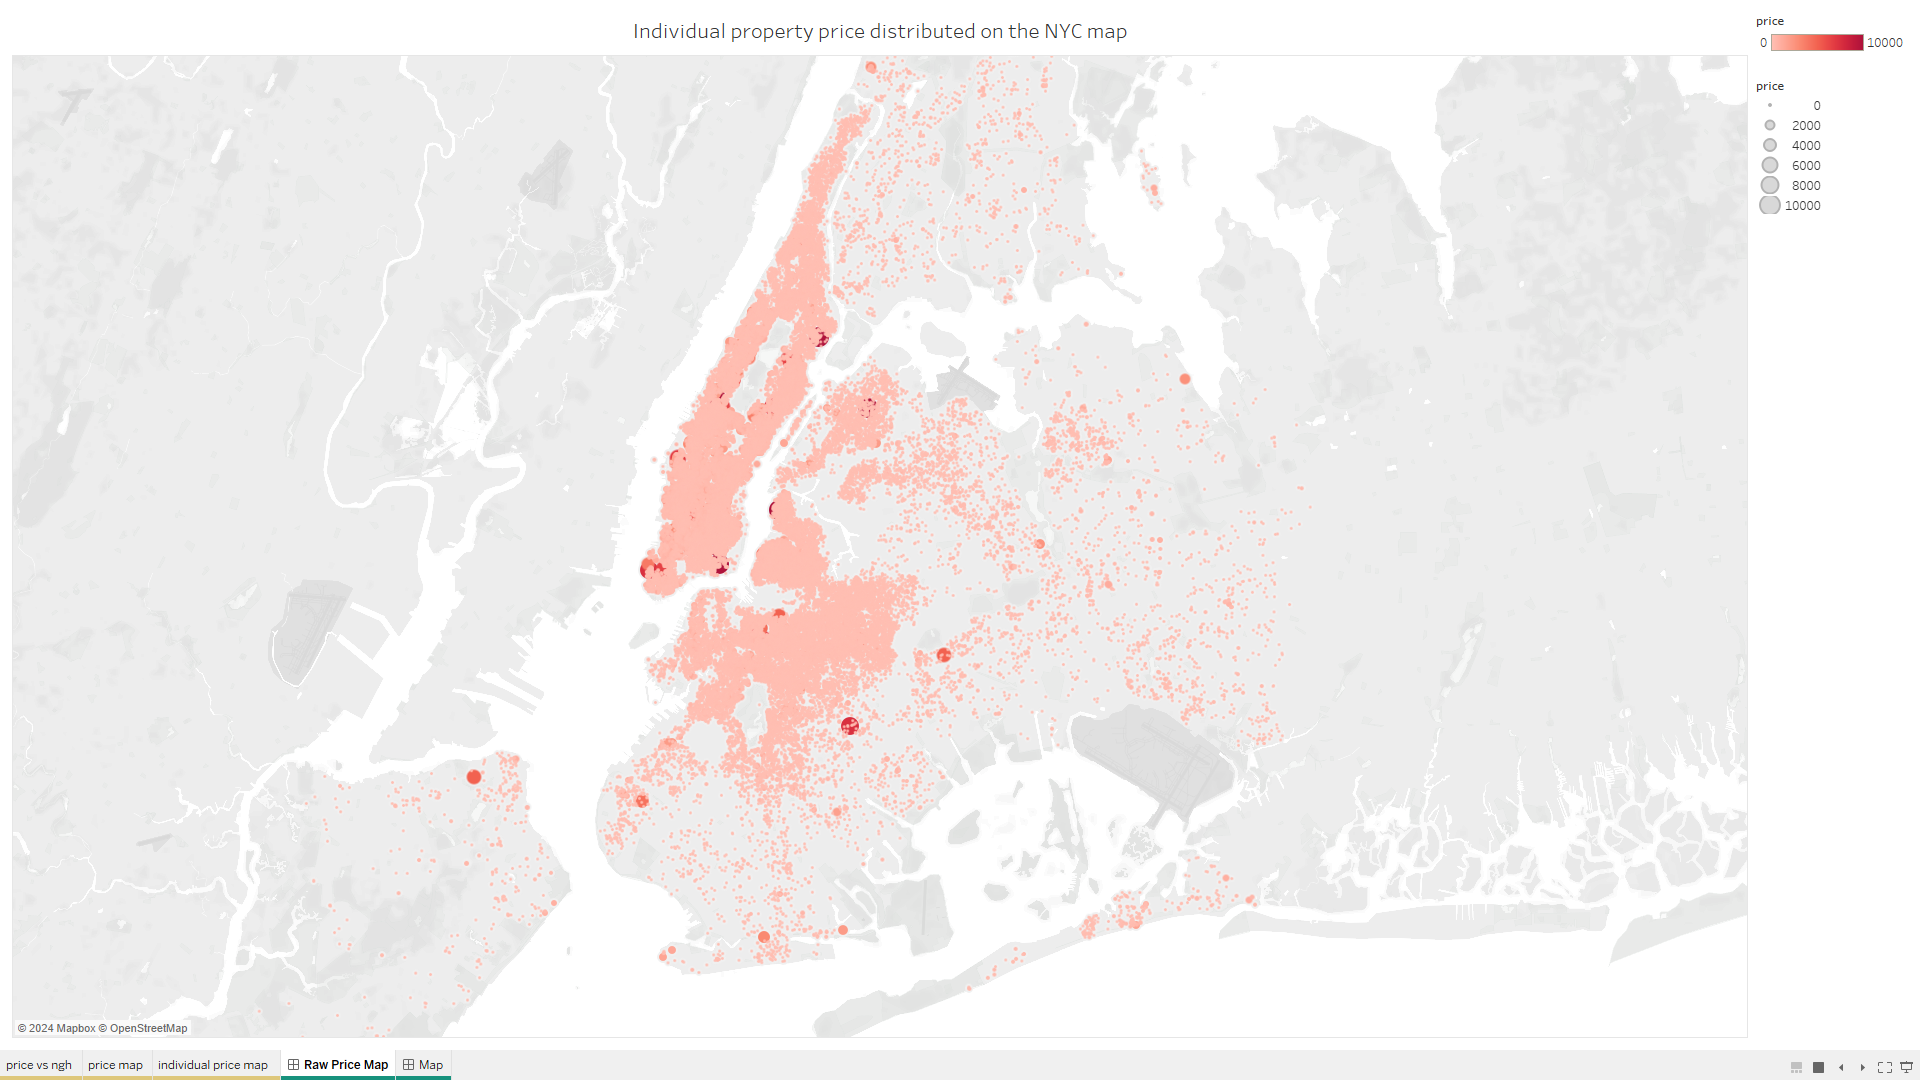 Individual property price distributed on the NYC map
price
0 10000
price
0
2000
4000
6000
8000
10000
© 2024 Mapbox © OpenStreetMap
price vs ngh price map individual price map Raw Price Map Map